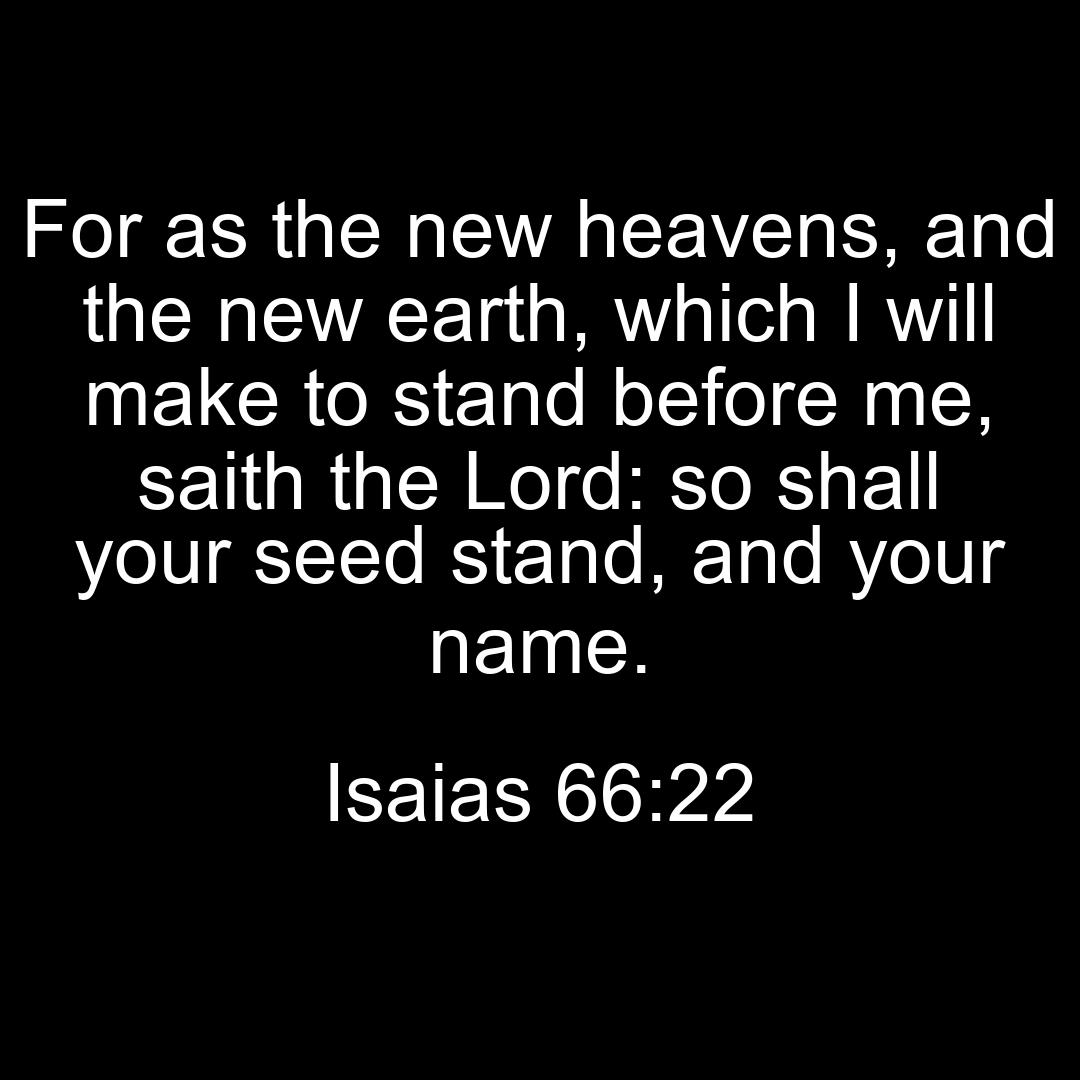 For as the new heavens, and
the new earth, which I will
make to stand before me,
saith the Lord: so shall
your seed stand, and your
name.
Isaias 66:22